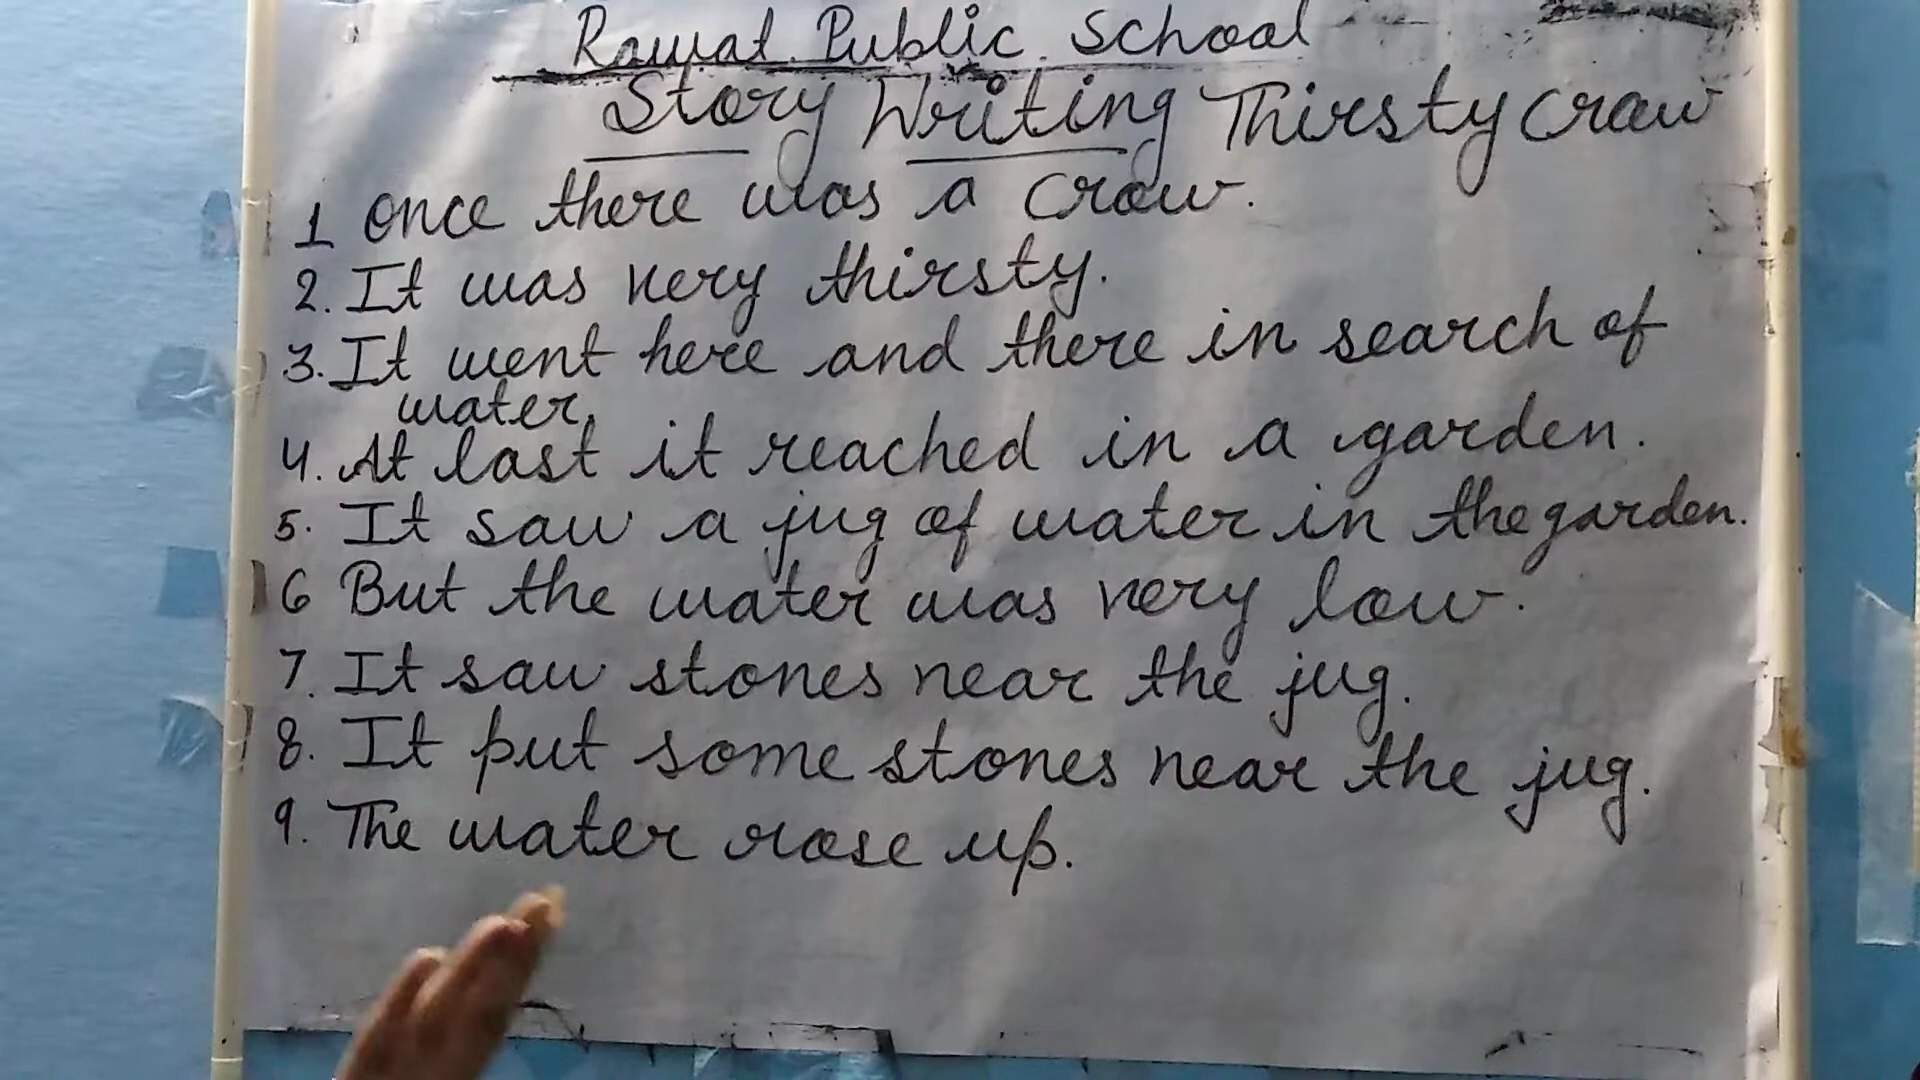 Rawat Public School
Story Writing Thirsty Crow
1 Once there was a Crow.
2. It was very thirsty.
3. It went here and there in search of
water.
4. At last it reached in a garden.
5. It saw a jug of water in the garden.
6 But the water was very low.
7. It saw stones near the jug.
8. It put some stones near the jug.
9. The water rose up.